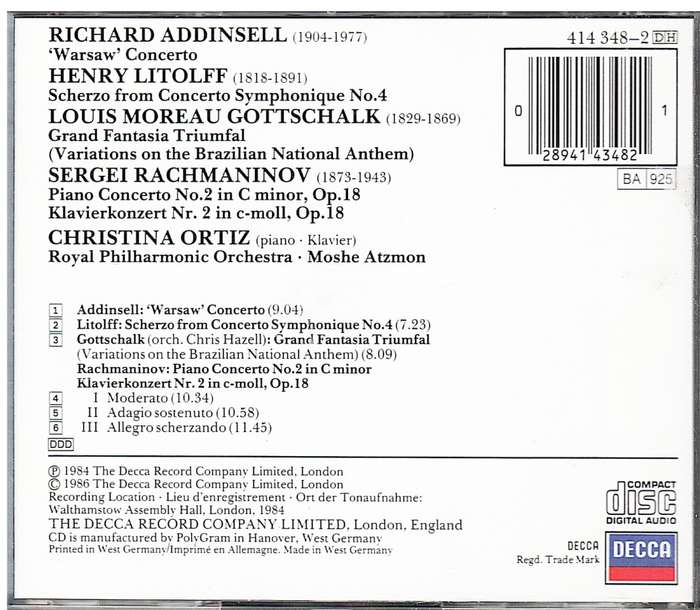 RICHARD ADDINSELL (1904-1977)
‘Warsaw’ Concerto
HENRY LITOLFF (1818-1891)
Scherzo from Concerto Symphonique No.4
LOUIS MOREAU GOTTSCHALK (1829-1869)
Grand Fantasia Triumfal
(Variations on the Brazilian National Anthem)
SERGEI RACHMANINOV (1873-1943)
Piano Concerto No.2 in C minor, Op.18
Klavierkonzert Nr. 2 in c-moll, Op.18
CHRISTINA ORTIZ (piano · Klavier)
Royal Philharmonic Orchestra · Moshe Atzmon
414 348-2 DH
0 1
28941 43482
BA 925
1 Addinsell: ‘Warsaw’ Concerto (9.04)
2 Litolff: Scherzo from Concerto Symphonique No.4 (7.23)
3 Gottschalk (orch. Chris Hazell): Grand Fantasia Triumfal
(Variations on the Brazilian National Anthem) (8.09)
Rachmaninov: Piano Concerto No.2 in C minor
Klavierkonzert Nr. 2 in c-moll, Op.18
4 I Moderato (10.34)
5 II Adagio sostenuto (10.58)
6 III Allegro scherzando (11.45)
DDD
℗ 1984 The Decca Record Company Limited, London
© 1986 The Decca Record Company Limited, London
Recording Location · Lieu d'enregistrement · Ort der Tonaufnahme:
Walthamstow Assembly Hall, London, 1984
THE DECCA RECORD COMPANY LIMITED, London, England
CD is manufactured by PolyGram in Hanover, West Germany
Printed in West Germany/Imprimé en Allemagne. Made in West Germany
COMPACT
disc
DIGITAL AUDIO
DECCA
Regd. Trade Mark
DECCA